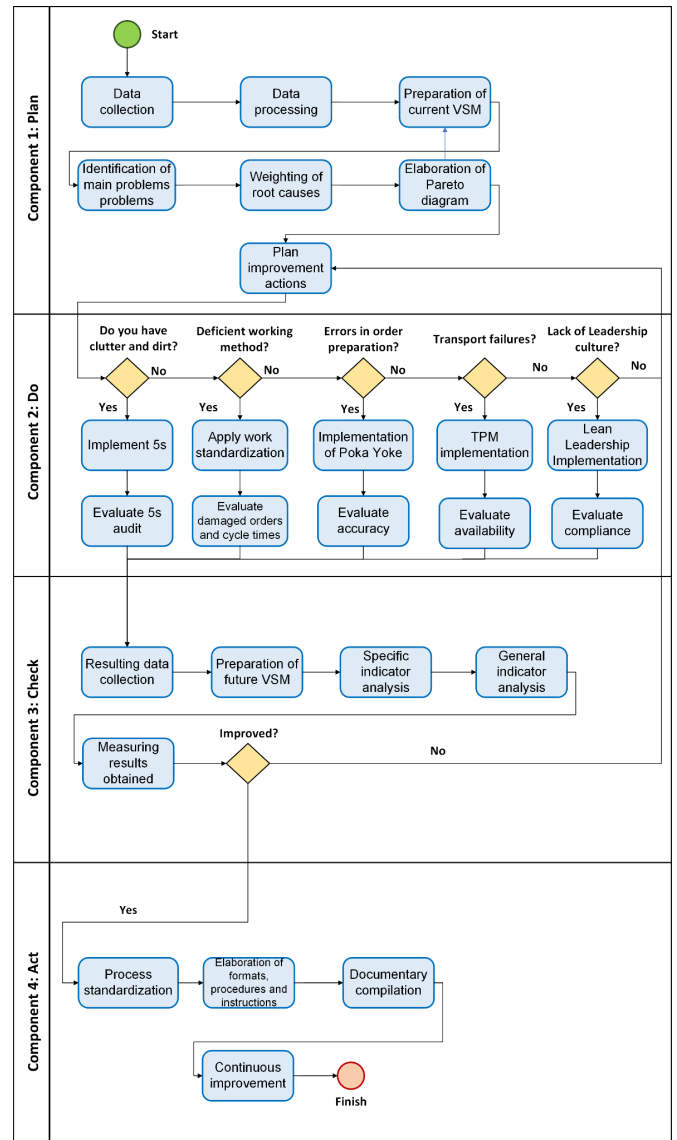 Component 1: Plan
Start
Data
collection
Data
processing
Preparation of
current VSM
Identification of
main problems
problems
Weighting of
root causes
Elaboration of
Pareto
diagram
Plan
improvement
actions
Component 2: Do
Do you have
clutter and dirt?
Deficient working
method?
Errors in order
preparation?
Transport failures?
Lack of Leadership
culture?
No
No
No
No
No
Yes
Yes
Yes
Yes
Yes
Implement 5s
Apply work
standardization
Implementation
of Poka Yoke
TPM
implementation
Lean
Leadership
Implementation
Evaluate 5s
audit
Evaluate
damaged orders
and cycle times
Evaluate
accuracy
Evaluate
availability
Evaluate
compliance
Component 3: Check
Resulting data
collection
Preparation of
future VSM
Specific
indicator
analysis
General
indicator
analysis
Measuring
results
obtained
Improved?
No
Component 4: Act
Yes
Process
standardization
Elaboration of
formats,
procedures and
instructions
Documentary
compilation
Continuous
improvement
Finish